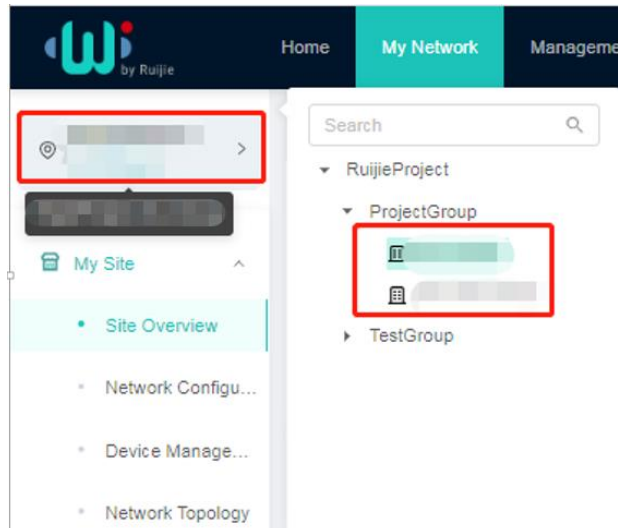 by Ruijie
Home My Network Manageme
Search
RuijieProject
ProjectGroup
TestGroup
My Site
Site Overview
Network Configu...
Device Manage...
Network Topology